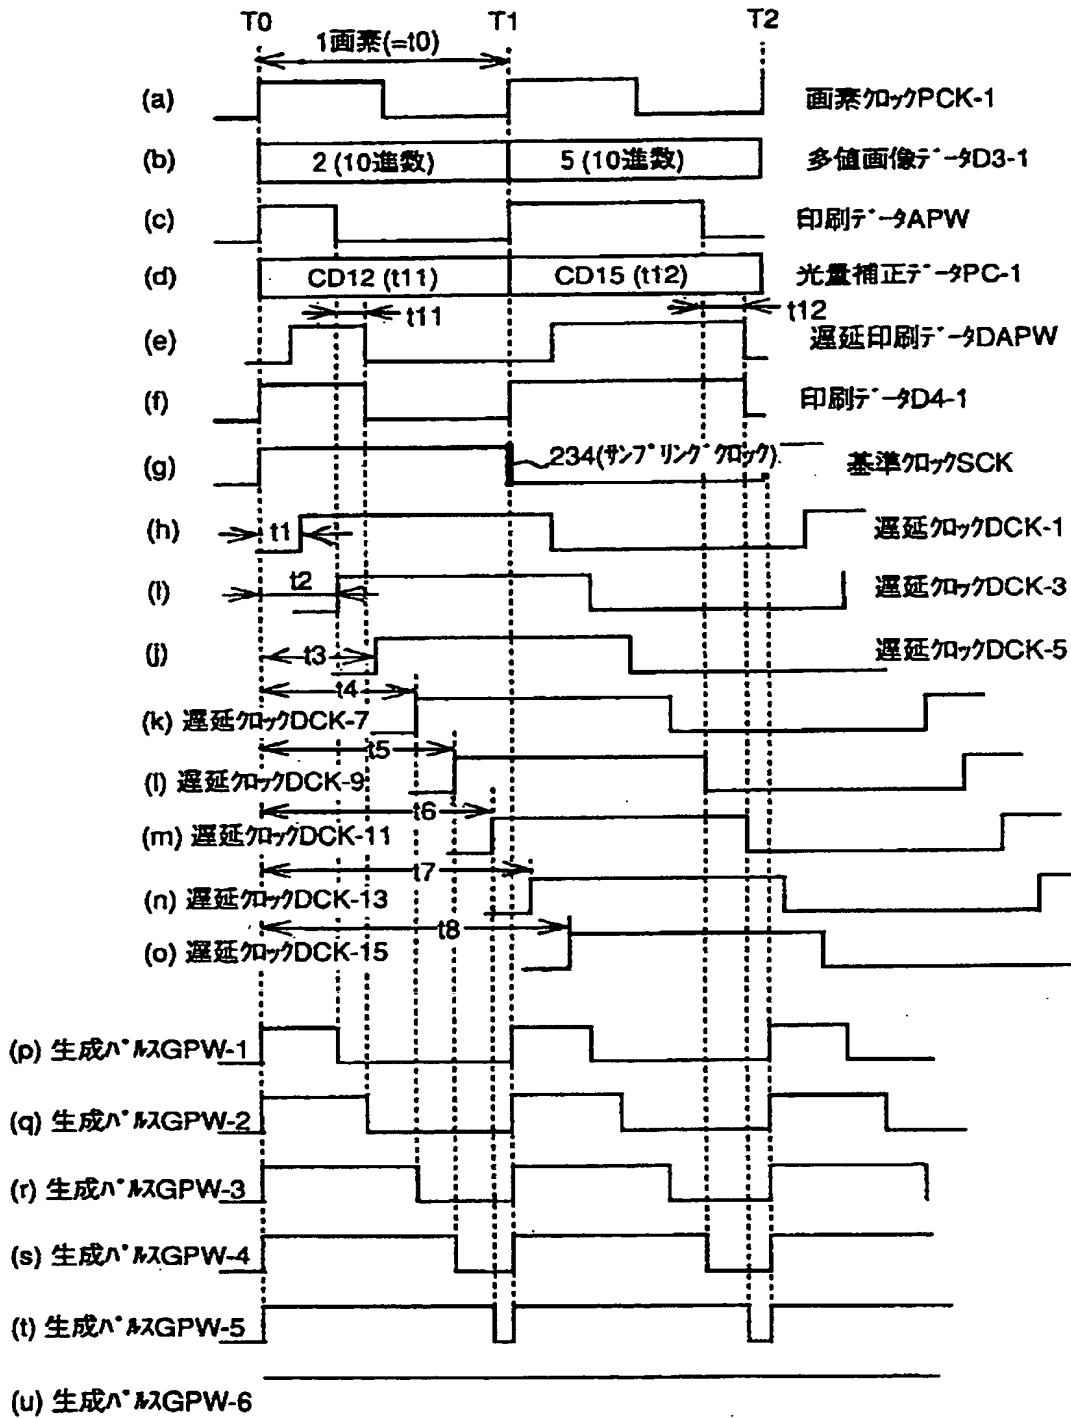 T0 T1 T2
1画素(=t0)
(a) 画素クロックPCK-1
(b) 2 (10進数) 5 (10進数) 多値画像データD3-1
(c) 印刷データAPW
(d) CD12 (t11) CD15 (t12) 光量補正データPC-1
t11 t12
(e) 遅延印刷データDAPW
(f) 印刷データD4-1
(g) 234(サンプリングクロック) 基準クロックSCK
(h) t1 遅延クロックDCK-1
(I) t2 遅延クロックDCK-3
(j) t3 遅延クロックDCK-5
t4
(k) 遅延クロックDCK-7
t5
(l) 遅延クロックDCK-9
t6
(m) 遅延クロックDCK-11
t7
(n) 遅延クロックDCK-13
t8
(o) 遅延クロックDCK-15
(p) 生成パルスGPW-1
(q) 生成パルスGPW-2
(r) 生成パルスGPW-3
(s) 生成パルスGPW-4
(t) 生成パルスGPW-5
(u) 生成パルスGPW-6